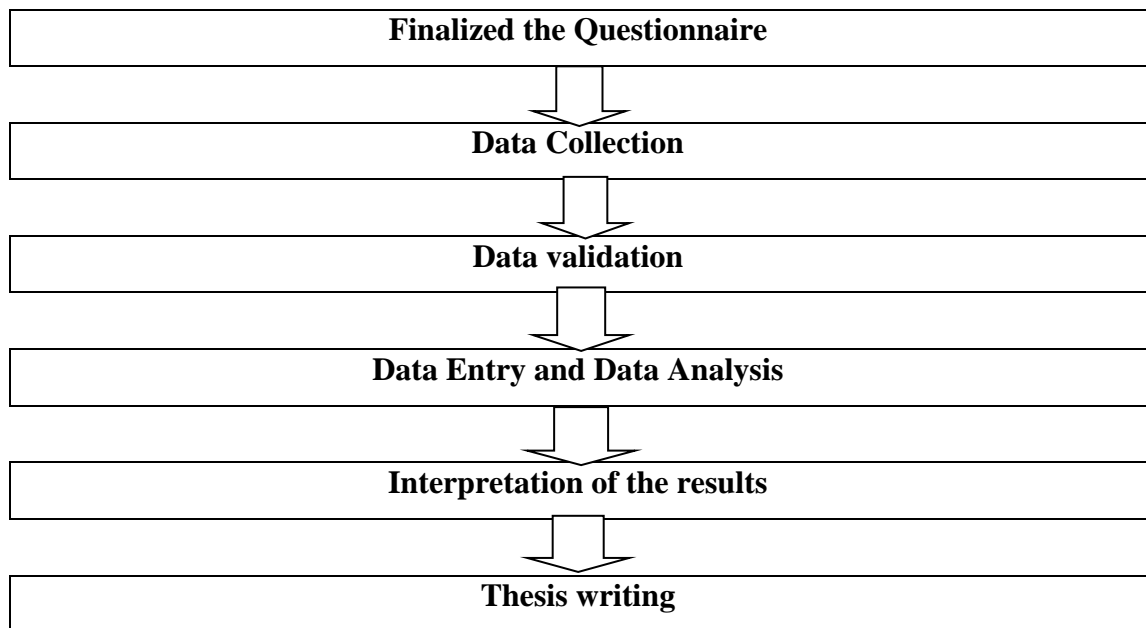 Finalized the Questionnaire
Data Collection
Data validation
Data Entry and Data Analysis
Interpretation of the results
Thesis writing